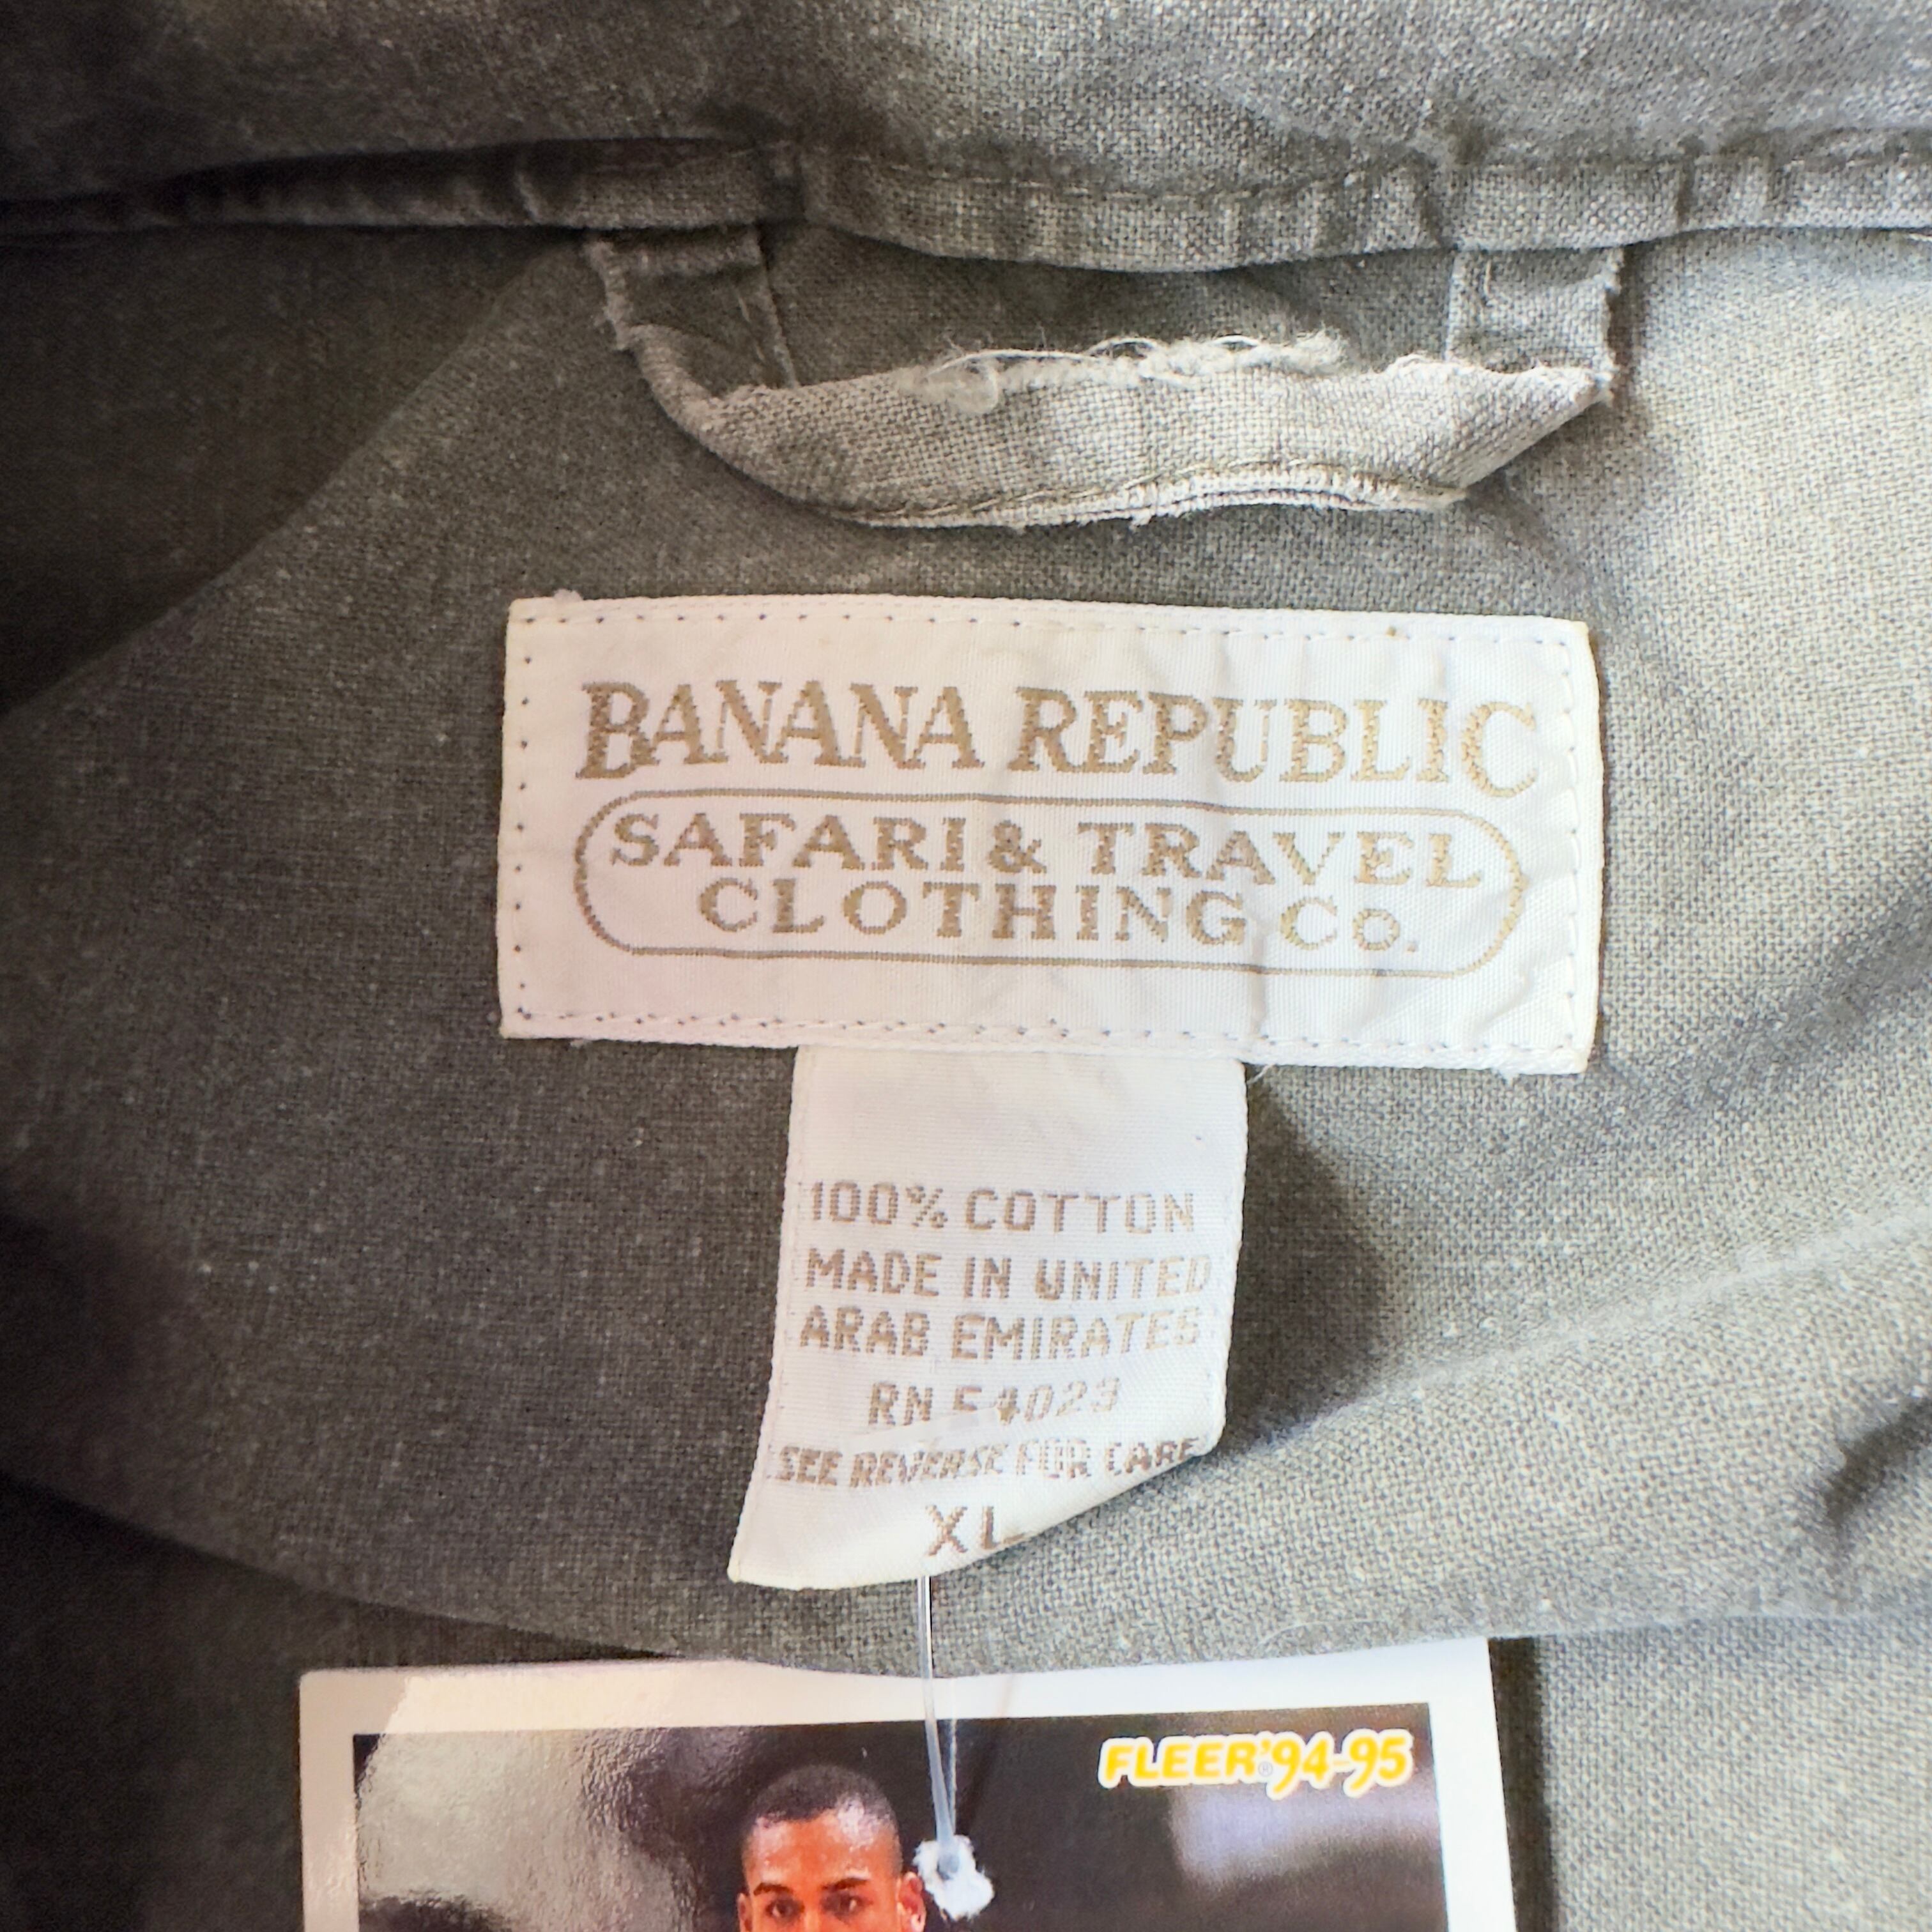 BANANA REPUBLIC
SAFARI & TRAVEL
CLOTHING CO.
100% COTTON
MADE IN UNITED
ARAB EMIRATES
RN 54023
SEE REVERSE FOR CARE
XL
FLEER® '94-95